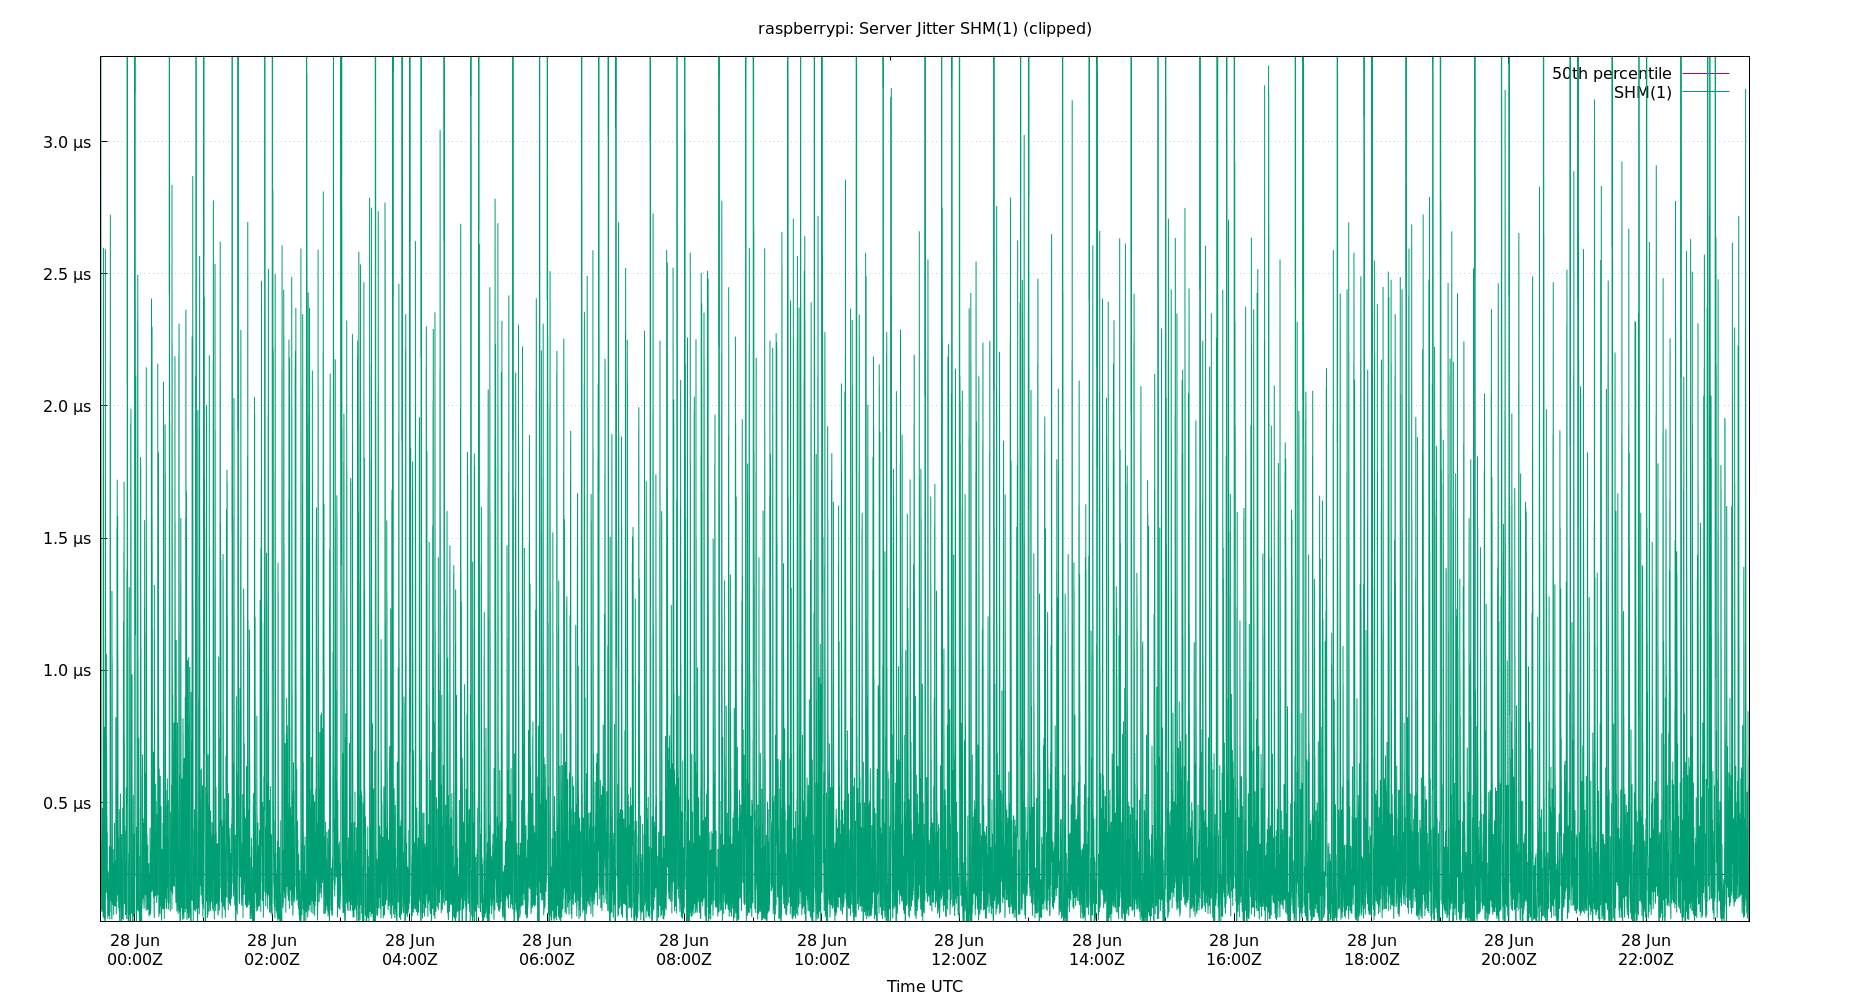 raspberrypi: Server Jitter SHM(1) (clipped)
50th percentile
SHM(1)
3.0 µs
2.5 µs
2.0 µs
1.5 µs
1.0 µs
0.5 µs
28 Jun 28 Jun 28 Jun 28 Jun 28 Jun 28 Jun 28 Jun 28 Jun 28 Jun 28 Jun 28 Jun 28 Jun
00:00Z 02:00Z 04:00Z 06:00Z 08:00Z 10:00Z 12:00Z 14:00Z 16:00Z 18:00Z 20:00Z 22:00Z
Time UTC